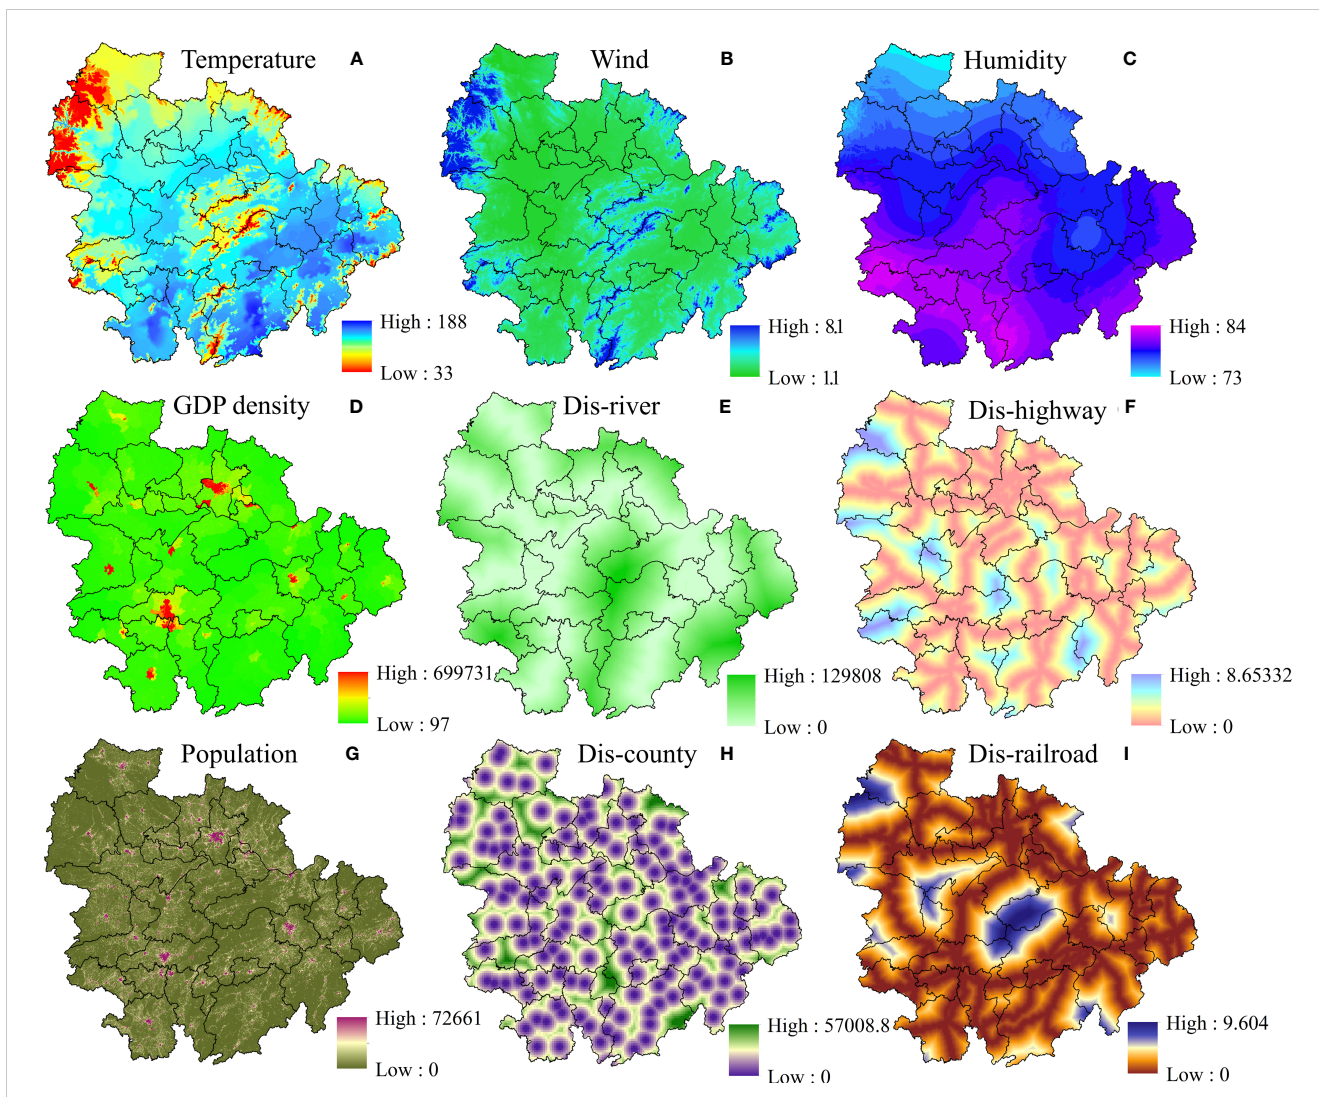 Temperature A
High : 188
Low : 33
Wind B
High : 8.1
Low : 1.1
Humidity C
High : 84
Low : 73
GDP density D
High : 699731
Low : 97
Dis-river E
High : 129808
Low : 0
Dis-highway F
High : 8.65332
Low : 0
Population G
High : 72661
Low : 0
Dis-county H
High : 57008.8
Low : 0
Dis-railroad I
High : 9.604
Low : 0